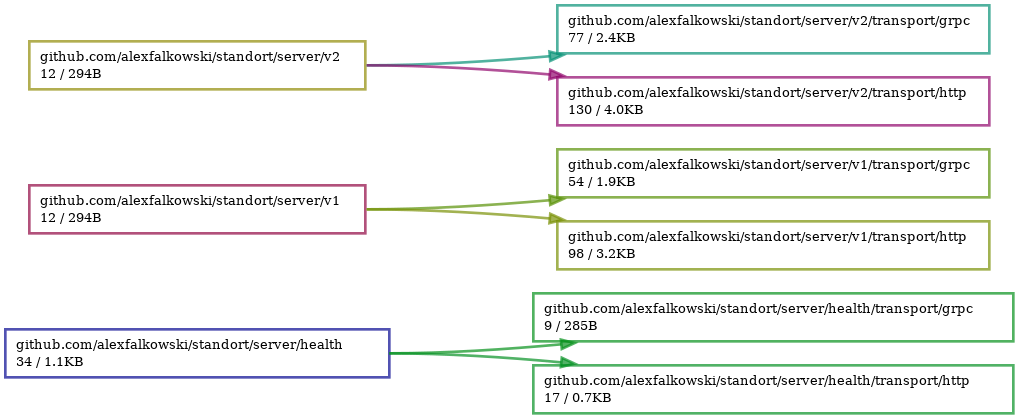 github.com/alexfalkowski/standort/server/v2/transport/grpc
77 / 2.4KB
github.com/alexfalkowski/standort/server/v2
12 / 294B
github.com/alexfalkowski/standort/server/v2/transport/http
130 / 4.0KB
github.com/alexfalkowski/standort/server/v1/transport/grpc
54 / 1.9KB
github.com/alexfalkowski/standort/server/v1
12 / 294B
github.com/alexfalkowski/standort/server/v1/transport/http
98 / 3.2KB
github.com/alexfalkowski/standort/server/health/transport/grpc
9 / 285B
github.com/alexfalkowski/standort/server/health
34 / 1.1KB
github.com/alexfalkowski/standort/server/health/transport/http
17 / 0.7KB